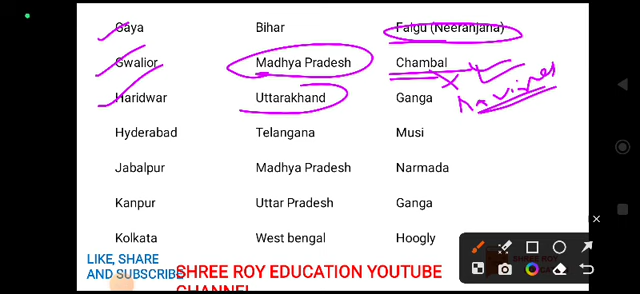 Gaya Bihar Falgu (Neeranjana)
Gwalior Madhya Pradesh Chambal
Haridwar Uttarakhand Ganga
Hyderabad Telangana Musi
Jabalpur Madhya Pradesh Narmada
Kanpur Uttar Pradesh Ganga
Kolkata West bengal Hoogly
LIKE, SHARE
AND SUBSCRIBE
SHREE ROY EDUCATION YOUTUBE
CHANNEL